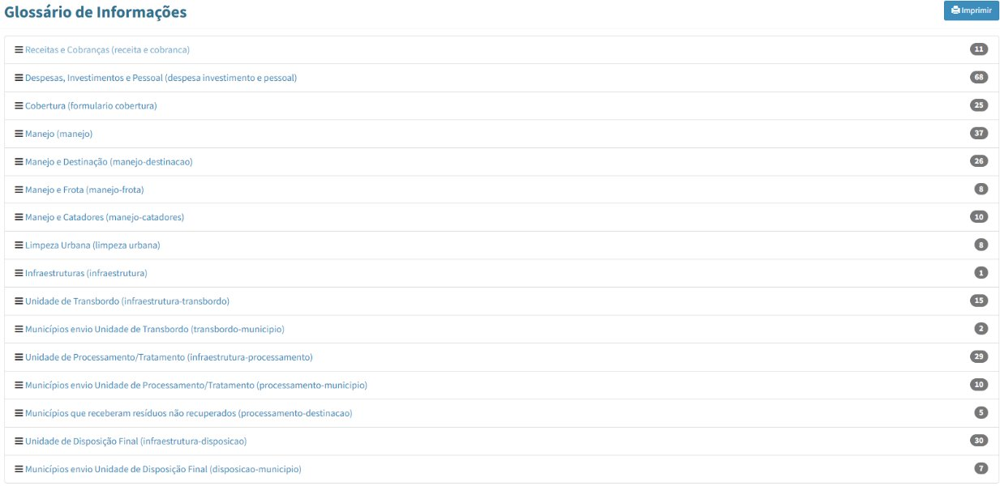 Glossário de Informações
Imprimir
Receitas e Cobranças (receita e cobranca) 11
Despesas, Investimentos e Pessoal (despesa investimento e pessoal) 68
Cobertura (formulario cobertura) 25
Manejo (manejo) 37
Manejo e Destinação (manejo-destinacao) 26
Manejo e Frota (manejo-frota) 8
Manejo e Catadores (manejo-catadores) 10
Limpeza Urbana (limpeza urbana) 8
Infraestruturas (infraestrutura) 1
Unidade de Transbordo (infraestrutura-transbordo) 15
Municípios envio Unidade de Transbordo (transbordo-municipio) 2
Unidade de Processamento/Tratamento (infraestrutura-processamento) 29
Municípios envio Unidade de Processamento/Tratamento (processamento-municipio) 10
Municípios que receberam resíduos não recuperados (processamento-destinacao) 5
Unidade de Disposição Final (infraestrutura-disposicao) 30
Municípios envio Unidade de Disposição Final (disposicao-municipio) 7